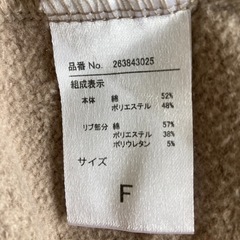 品番 No. 263843025
組成表示
本体 綿 52%
ポリエステル 48%
リブ部分 綿 57%
ポリエステル 38%
ポリウレタン 5%
サイズ
F